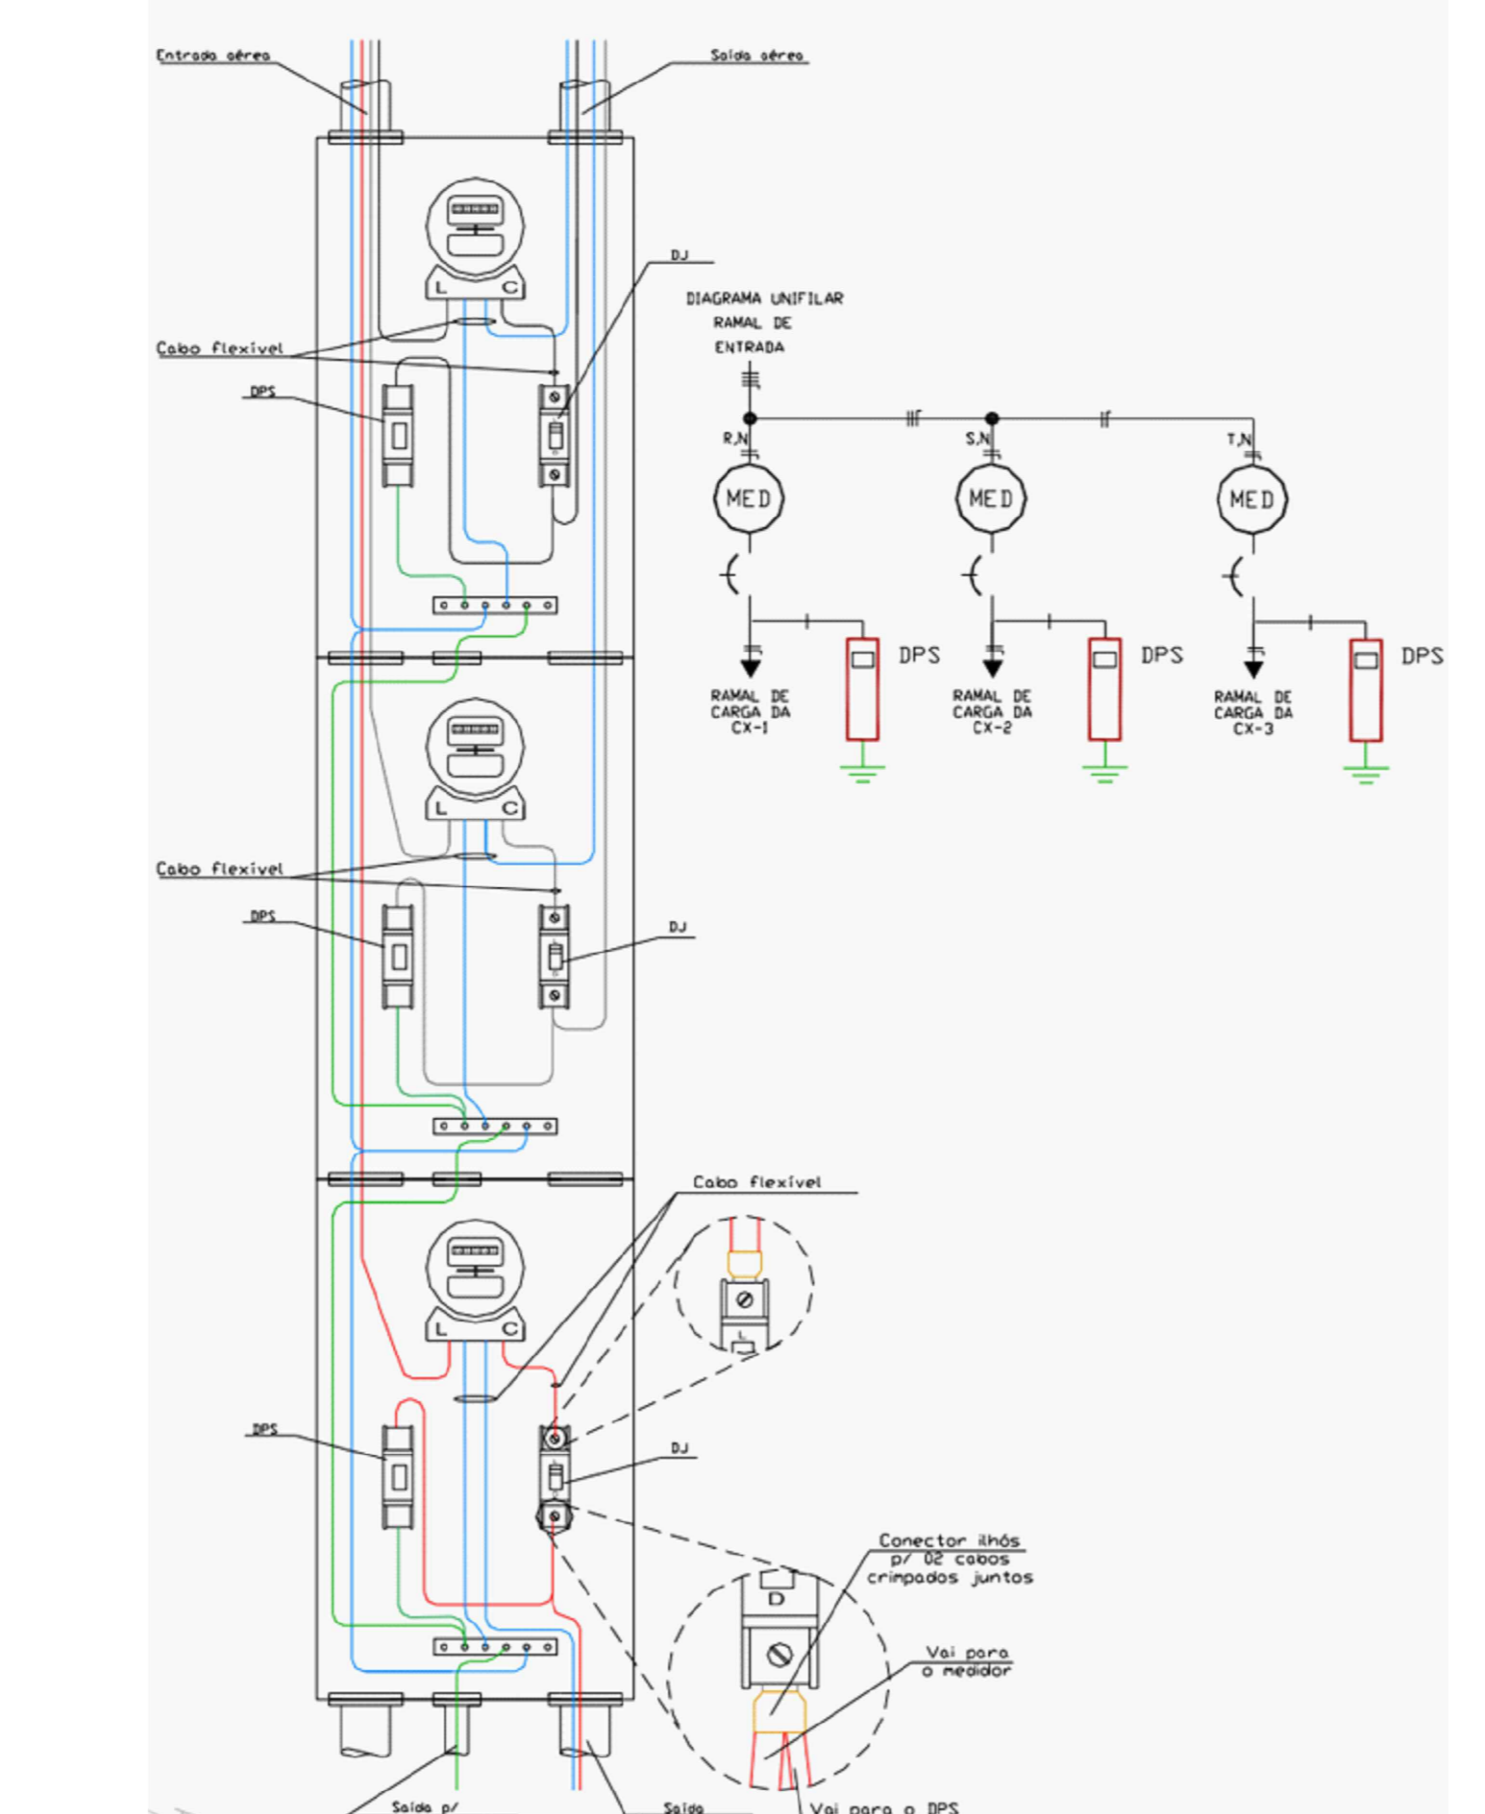 Entrada aérea
Saída aérea
L C
DJ
Cabo flexível
DPS
DIAGRAMA UNIFILAR
RAMAL DE
ENTRADA
R,N
S,N
T,N
MED
MED
MED
DPS
DPS
DPS
RAMAL DE
CARGA DA
CX-1
RAMAL DE
CARGA DA
CX-2
RAMAL DE
CARGA DA
CX-3
L C
Cabo flexível
DPS
DJ
Cabo flexível
L C
L
DPS
DJ
Conector ilhós
p/ 02 cabos
crimpados juntos
D
Vai para
o medidor
Saída p/
Saída
Vai para o DPS